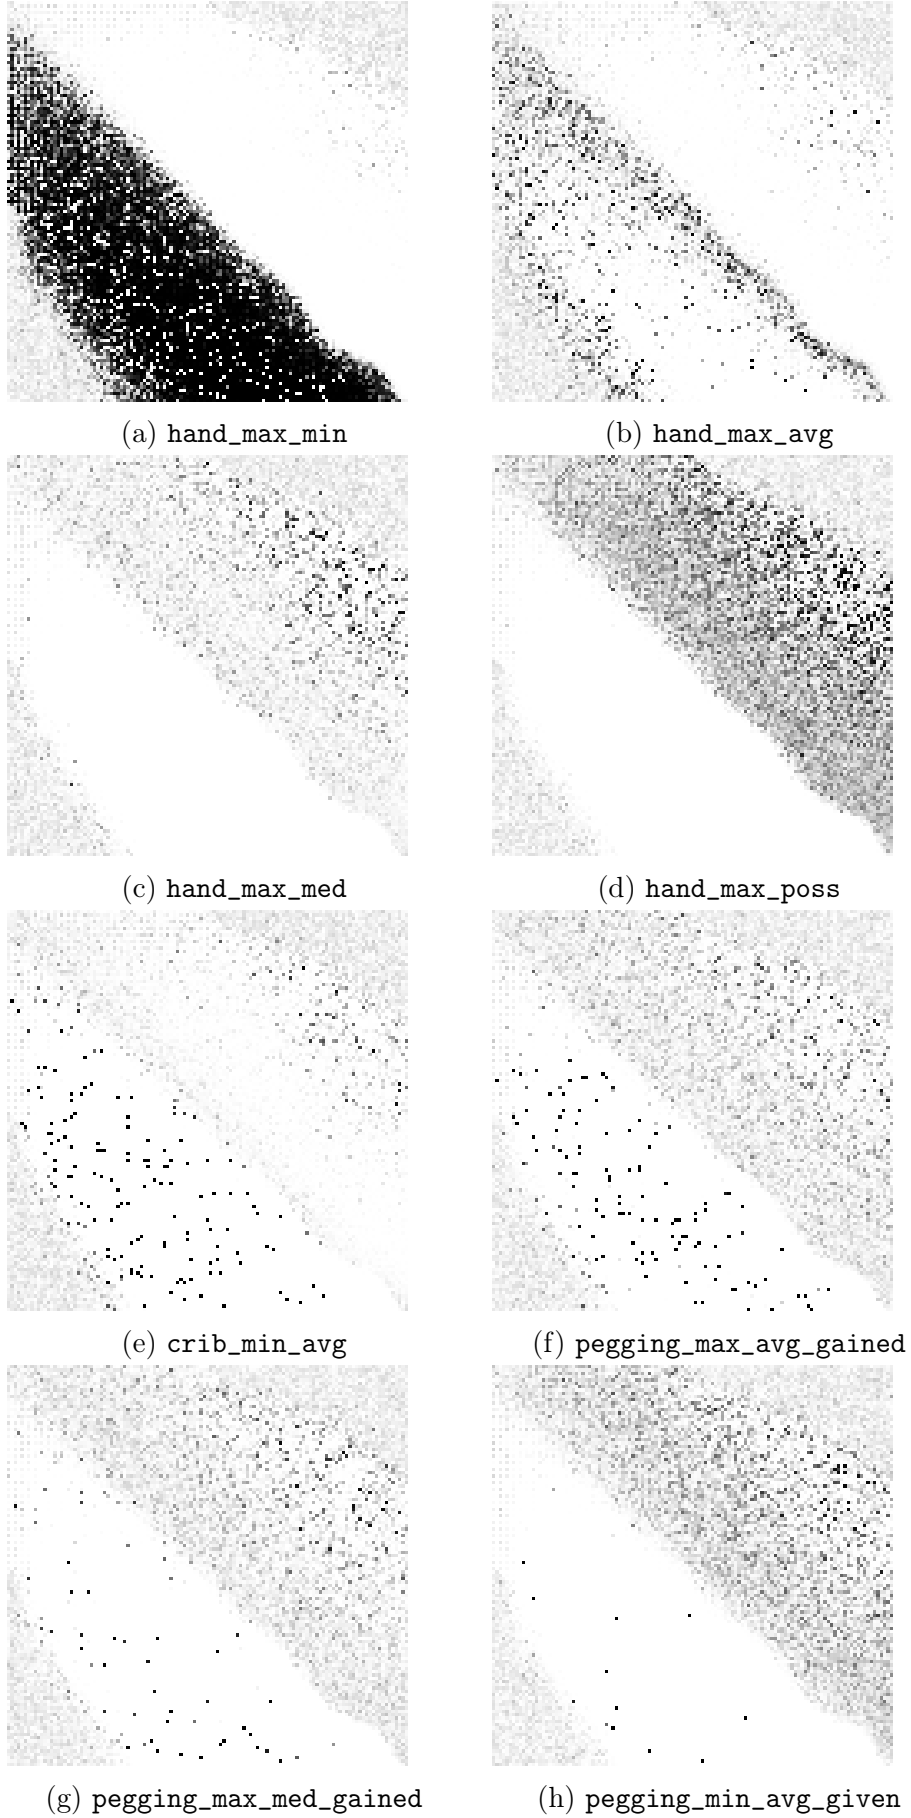 (a) hand_max_min
(b) hand_max_avg
(c) hand_max_med
(d) hand_max_poss
(e) crib_min_avg
(f) pegging_max_avg_gained
(g) pegging_max_med_gained
(h) pegging_min_avg_given